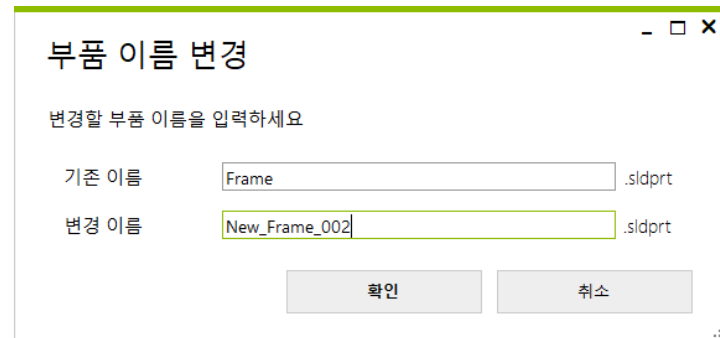 부품 이름 변경
변경할 부품 이름을 입력하세요
기존 이름 Frame .sldprt
변경 이름 New_Frame_002 .sldprt
확인 취소